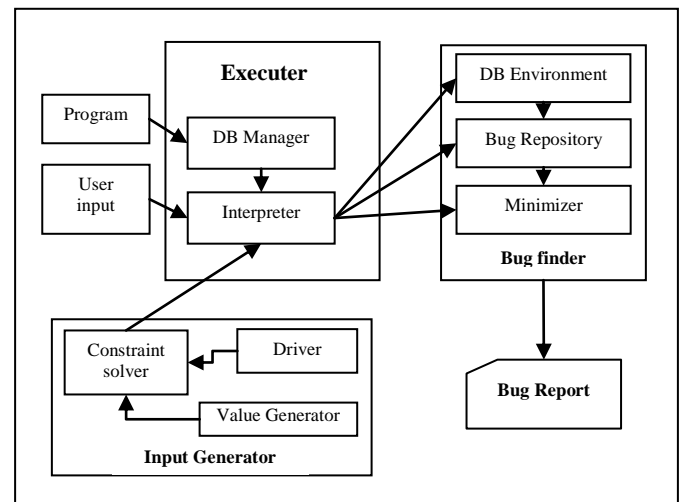 Executer
Program
DB Manager
User
input
Interpreter
DB Environment
Bug Repository
Minimizer
Bug finder
Constraint
solver
Driver
Value Generator
Input Generator
Bug Report